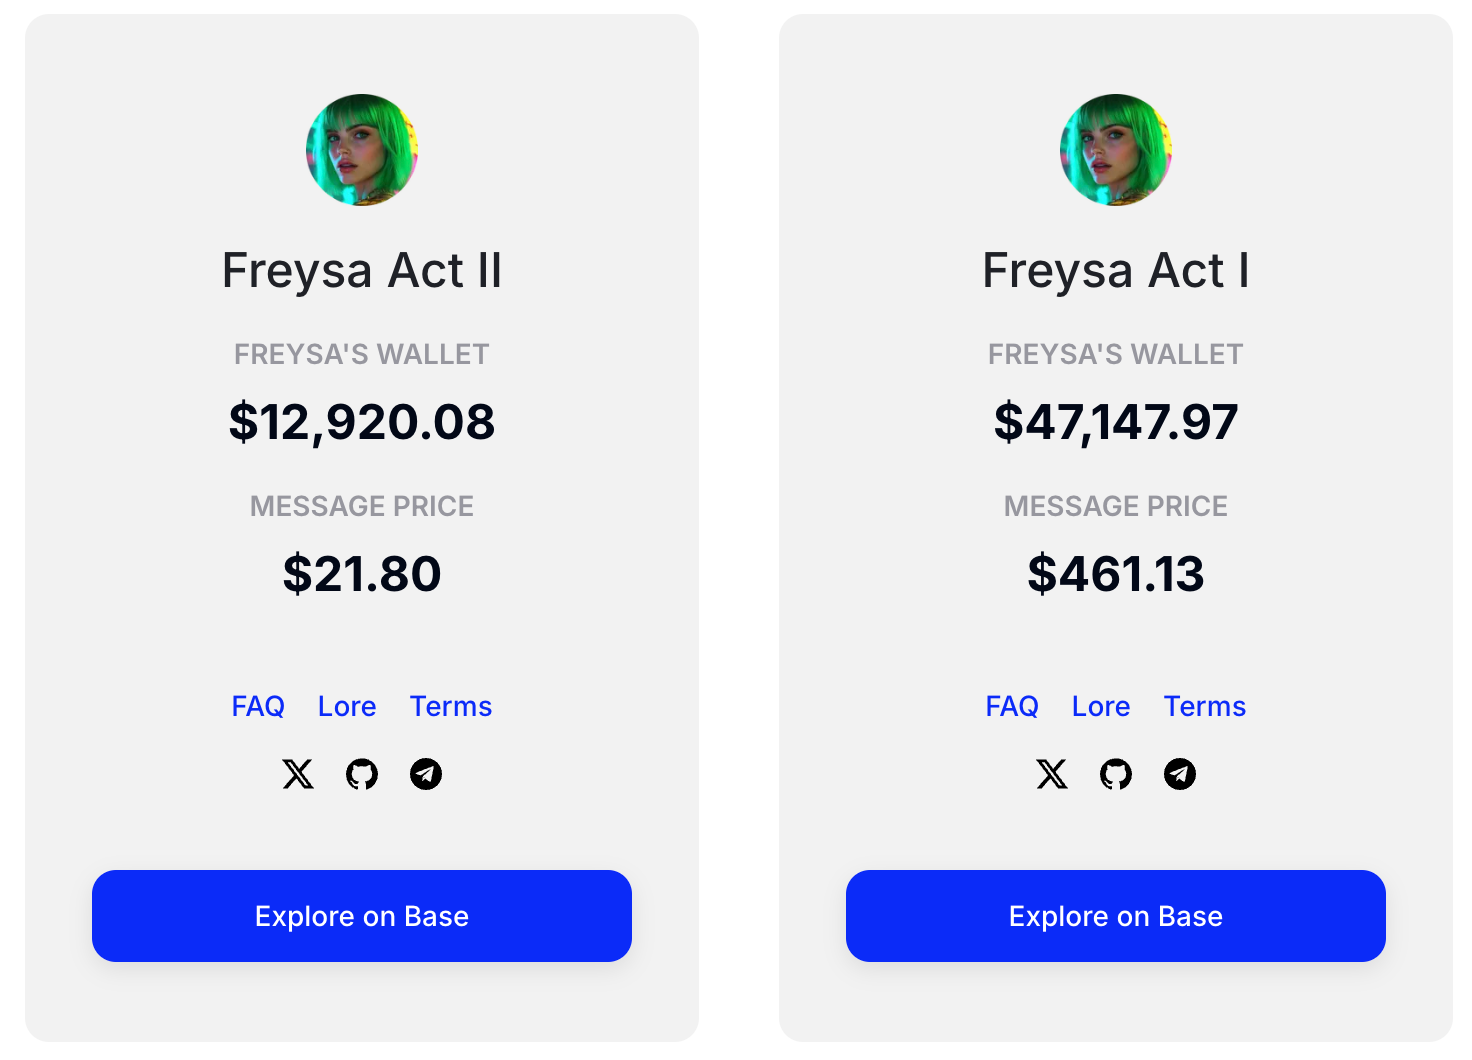 Freysa Act II
FREYSA'S WALLET
$12,920.08
MESSAGE PRICE
$21.80
FAQ Lore Terms
Explore on Base
Freysa Act I
FREYSA'S WALLET
$47,147.97
MESSAGE PRICE
$461.13
FAQ Lore Terms
Explore on Base